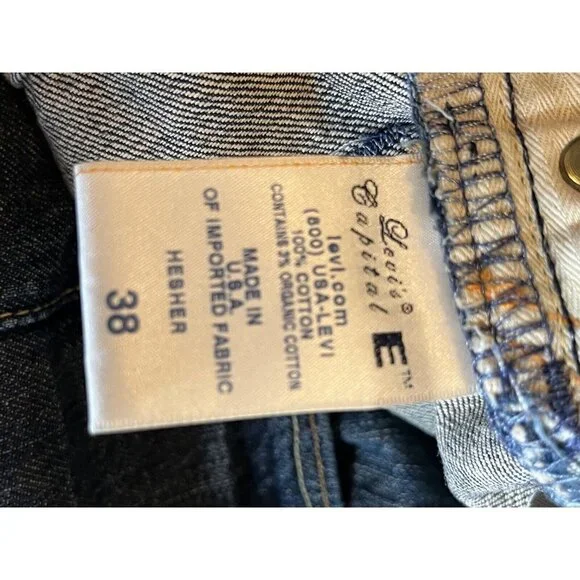 Levi's®
Capital
E™
levi.com
(800) USA-LEVI
100% COTTON
CONTAINS 3% ORGANIC COTTON
MADE IN
U.S.A.
OF IMPORTED FABRIC
HESHER
38